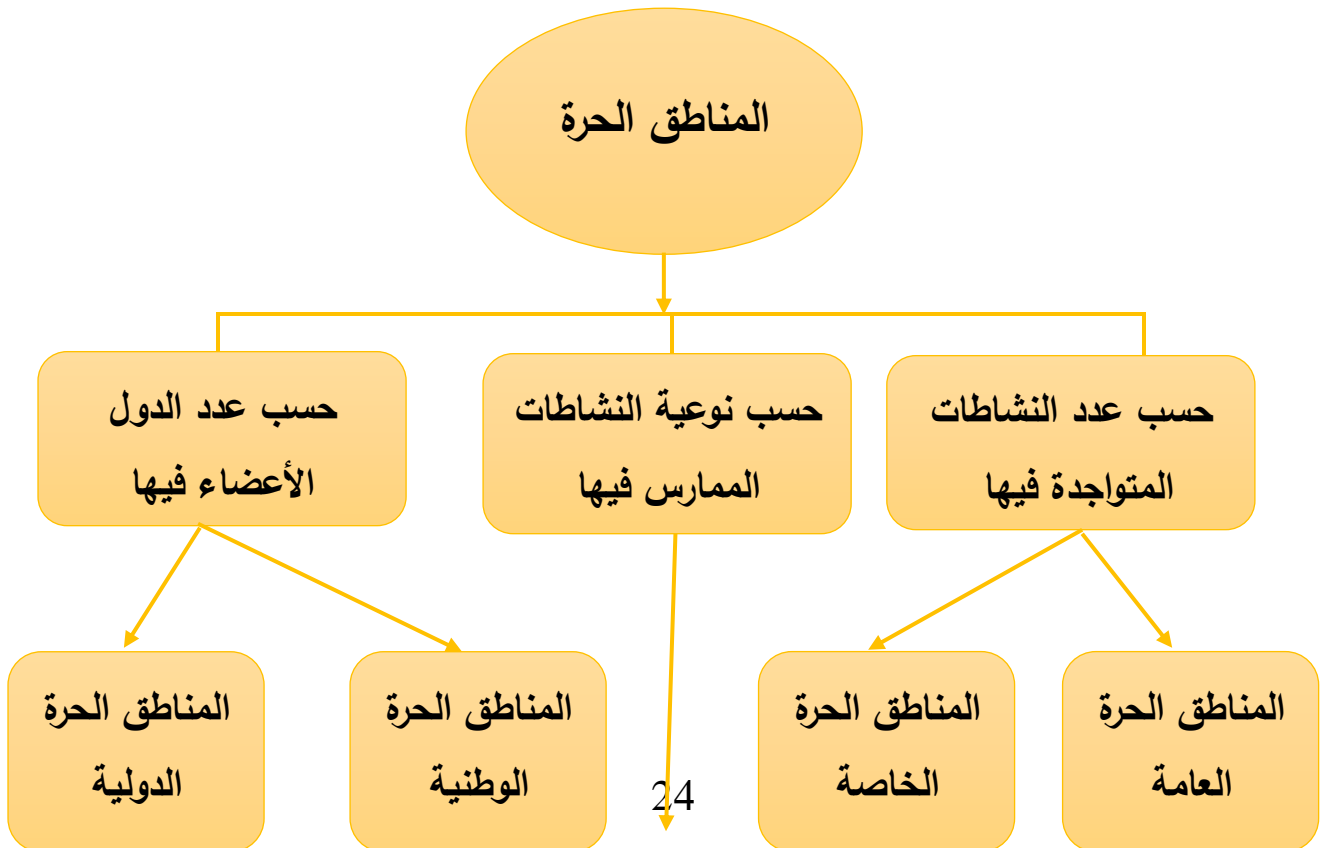 المناطق الحرة
حسب عدد النشاطات
المتواجدة فيها
حسب نوعية النشاطات
الممارس فيها
حسب عدد الدول
الأعضاء فيها
المناطق الحرة
العامة
المناطق الحرة
الخاصة
المناطق الحرة
الوطنية
المناطق الحرة
الدولية
24